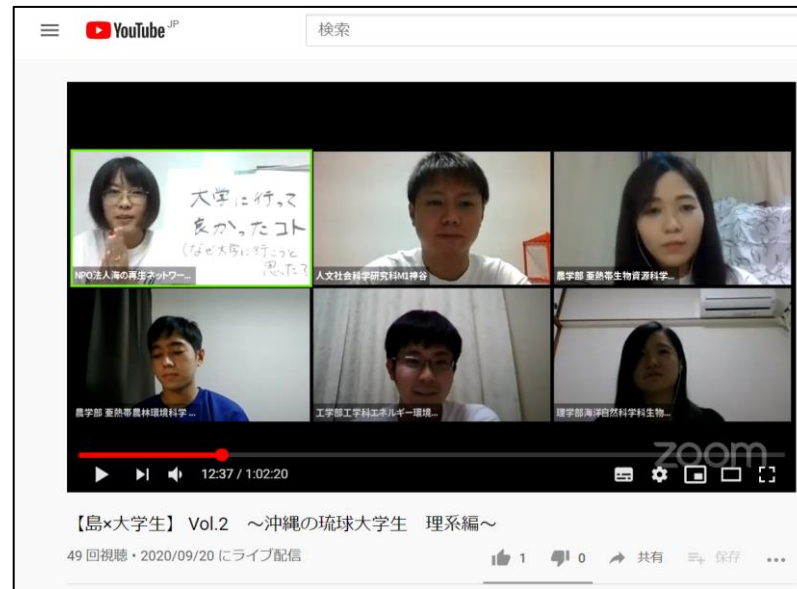 YouTube JP
検索
大学に行って
良かったコト
(なぜ大学に行こうと
思った?
NPO法人海の再生ネットワー...
人文社会科学研究科M1神谷
農学部 亜熱帯生物資源科学...
農学部 亜熱帯農林環境科学 ...
工学部工学科エネルギー環境...
理学部海洋自然科学科生物...
zoom
12:37 / 1:02:20
【島×大学生】 Vol.2 ～沖縄の琉球大学生 理系編～
49 回視聴・2020/09/20 にライブ配信
1 0 共有 保存